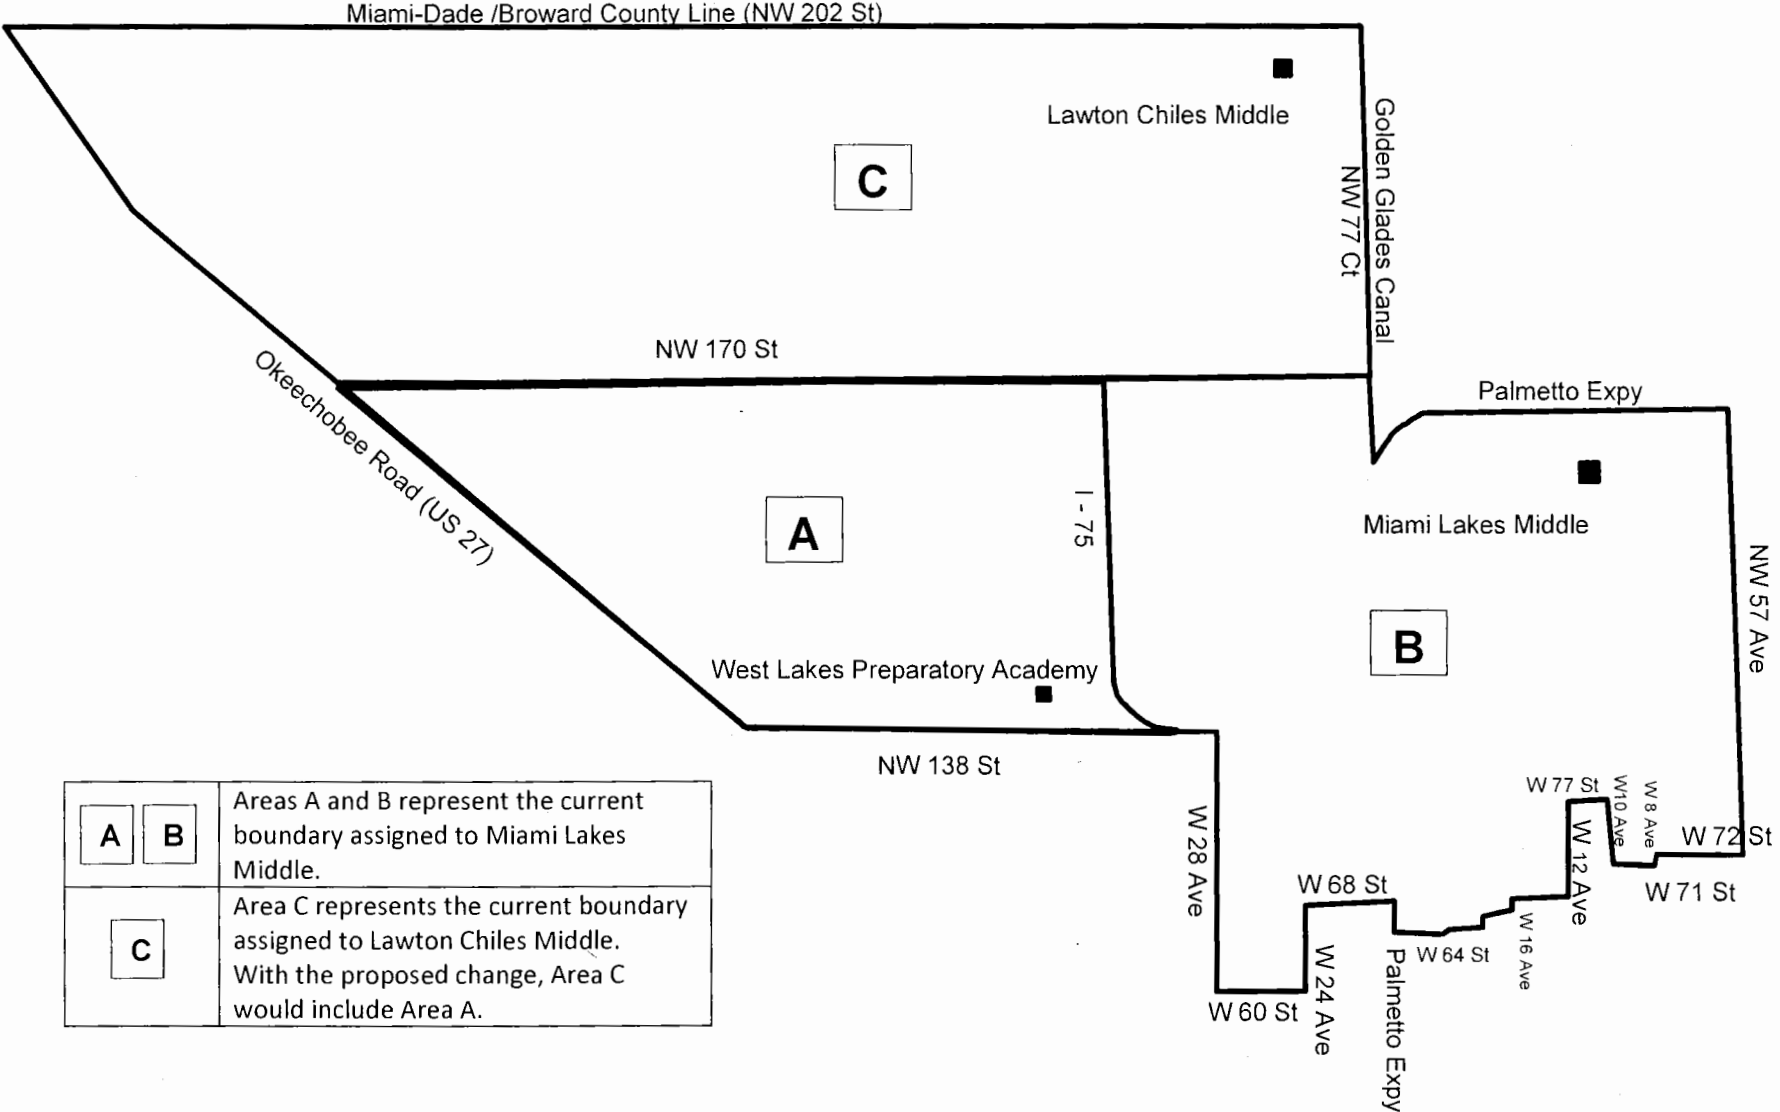 Miami-Dade /Broward County Line (NW 202 St)
Lawton Chiles Middle
C
Golden Glades Canal
NW 77 Ct
NW 170 St
Okeechobee Road (US 27)
Palmetto Expy
A
I - 75
Miami Lakes Middle
NW 57 Ave
B
West Lakes Preparatory Academy
NW 138 St
W 77 St
W10 Ave
W 8 Ave
W 72 St
W 12 Ave
W 71 St
W 28 Ave
W 68 St
W 16 Ave
W 64 St
W 24 Ave
Palmetto Expy
W 60 St
A B
Areas A and B represent the current
boundary assigned to Miami Lakes
Middle.
C
Area C represents the current boundary
assigned to Lawton Chiles Middle.
With the proposed change, Area C
would include Area A.